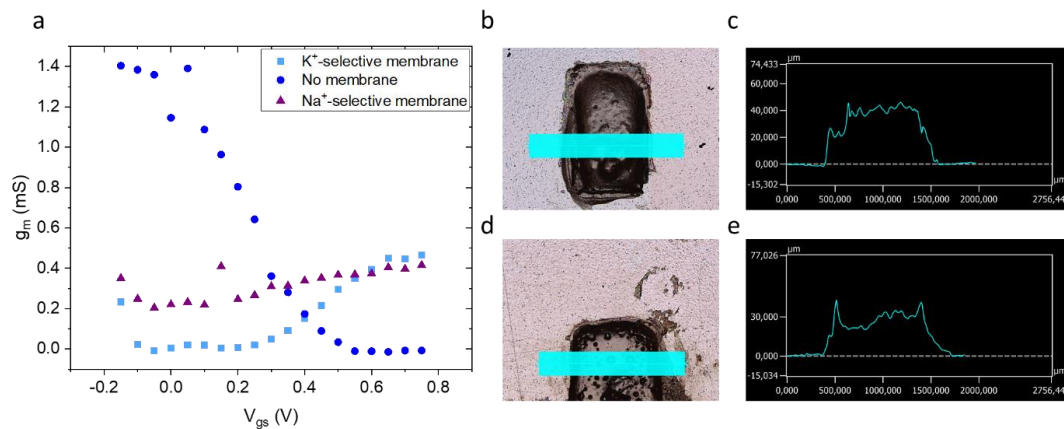 a
b
c
d
e
K+-selective membrane
No membrane
Na+-selective membrane
1.4
1.2
1.0
0.8
0.6
0.4
0.2
0.0
gm (mS)
-0.2
0.0
0.2
0.4
0.6
0.8
Vgs (V)
µm
74,433
60,000
40,000
20,000
0,000
-15,302
0,000
500,000
1000,000
1500,000
2000,000
2756,44
µm
µm
77,026
30,000
0,000
-15,034
0,000
500,000
1000,000
1500,000
2000,000
2756,44
µm